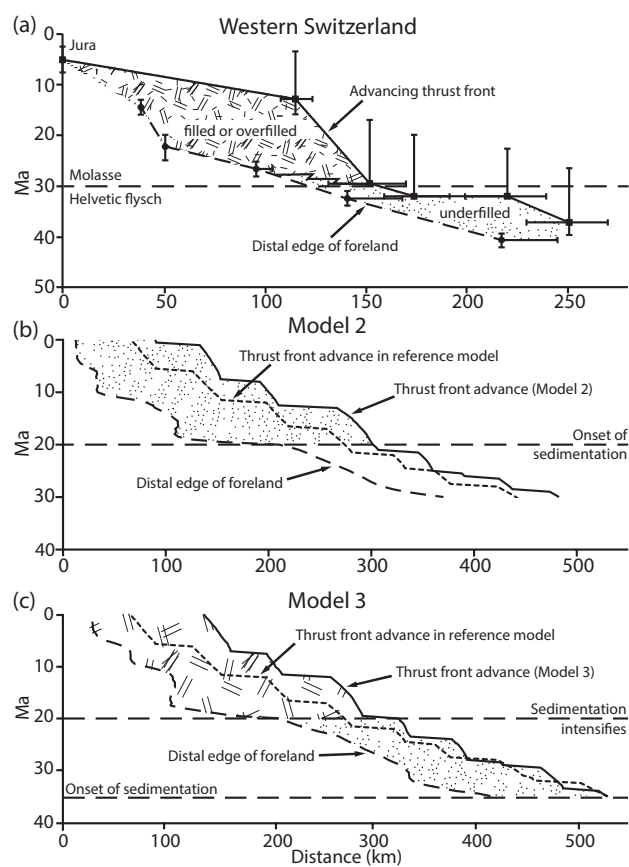 (a)
Western Switzerland
0
Jura
10
Advancing thrust front
20
filled or overfilled
Ma
Molasse
30
Helvetic flysch
underfilled
40
Distal edge of foreland
50
0
50
100
150
200
250
(b)
Model 2
0
Thrust front advance in reference model
10
Thrust front advance (Model 2)
Ma
20
Onset of
sedimentation
Distal edge of foreland
30
40
0
100
200
300
400
500
(c)
Model 3
0
Thrust front advance in reference model
10
Thrust front advance (Model 3)
Ma
20
Sedimentation
intensifies
Distal edge of foreland
30
Onset of sedimentation
40
0
100
200
300
400
500
Distance (km)